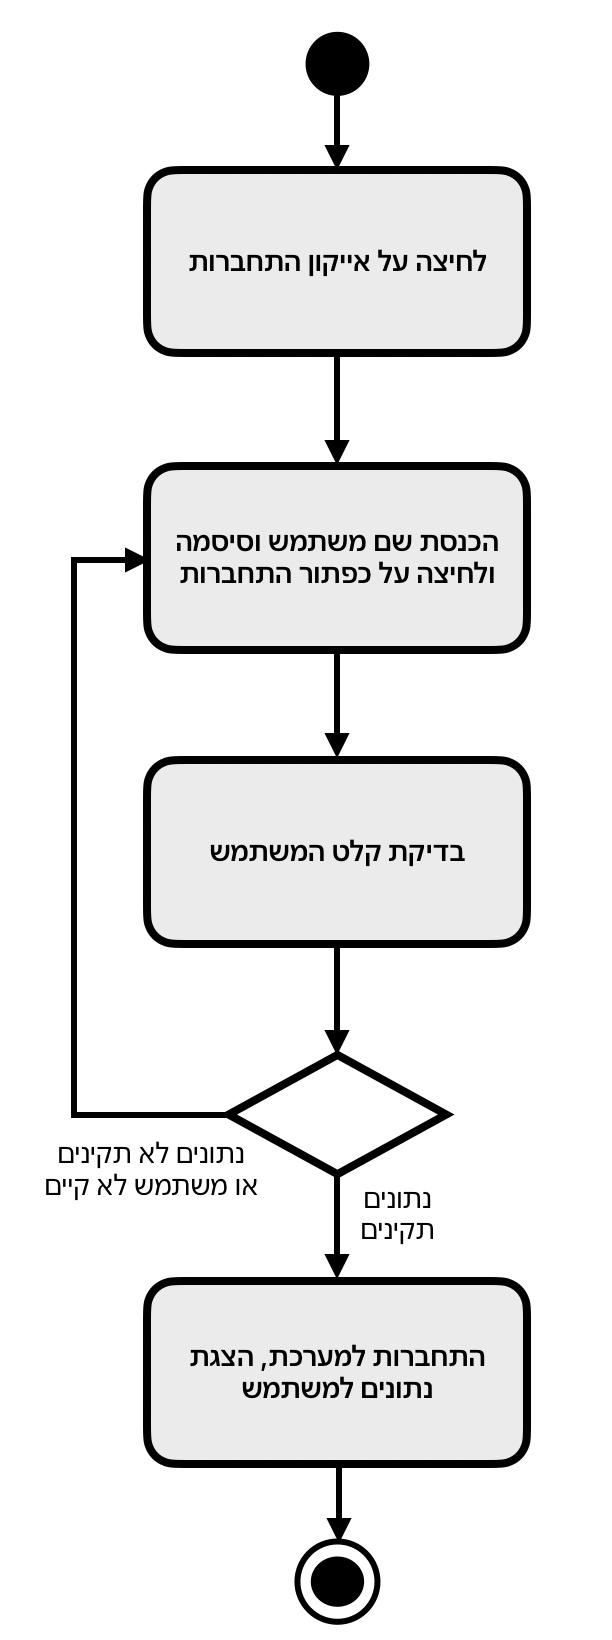 לחיצה על אייקון התחברות
הכנסת שם משתמש וסיסמה
ולחיצה על כפתור התחברות
בדיקת קלט המשתמש
נתונים לא תקינים
או משתמש לא קיים
נתונים
תקינים
התחברות למערכת, הצגת
נתונים למשתמש